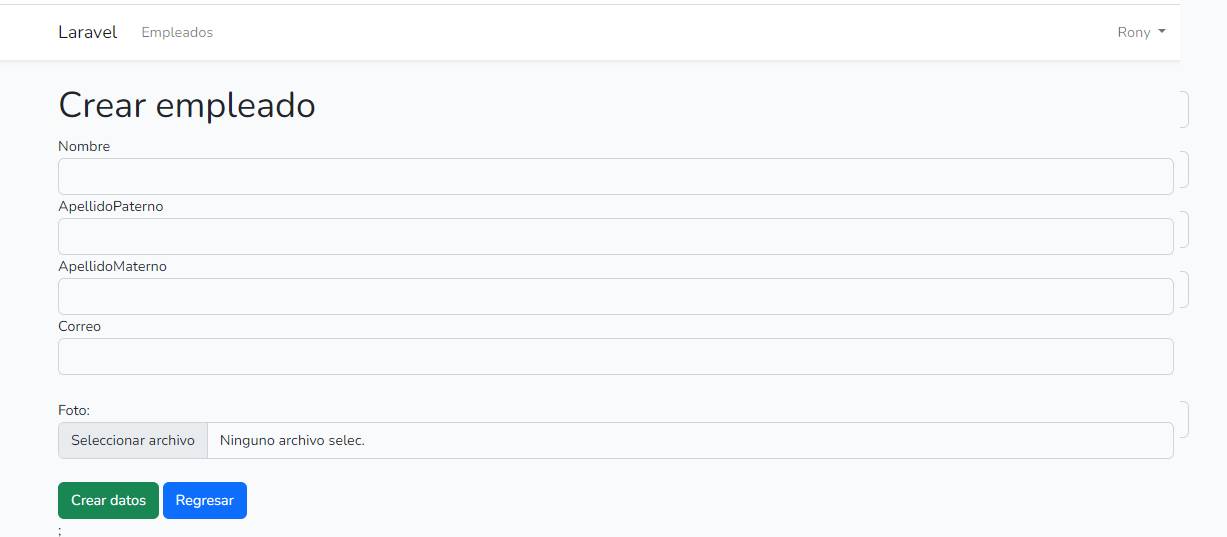 Laravel Empleados Rony
Crear empleado
Nombre
ApellidoPaterno
ApellidoMaterno
Correo
Foto:
Seleccionar archivo Ninguno archivo selec.
Crear datos Regresar
;